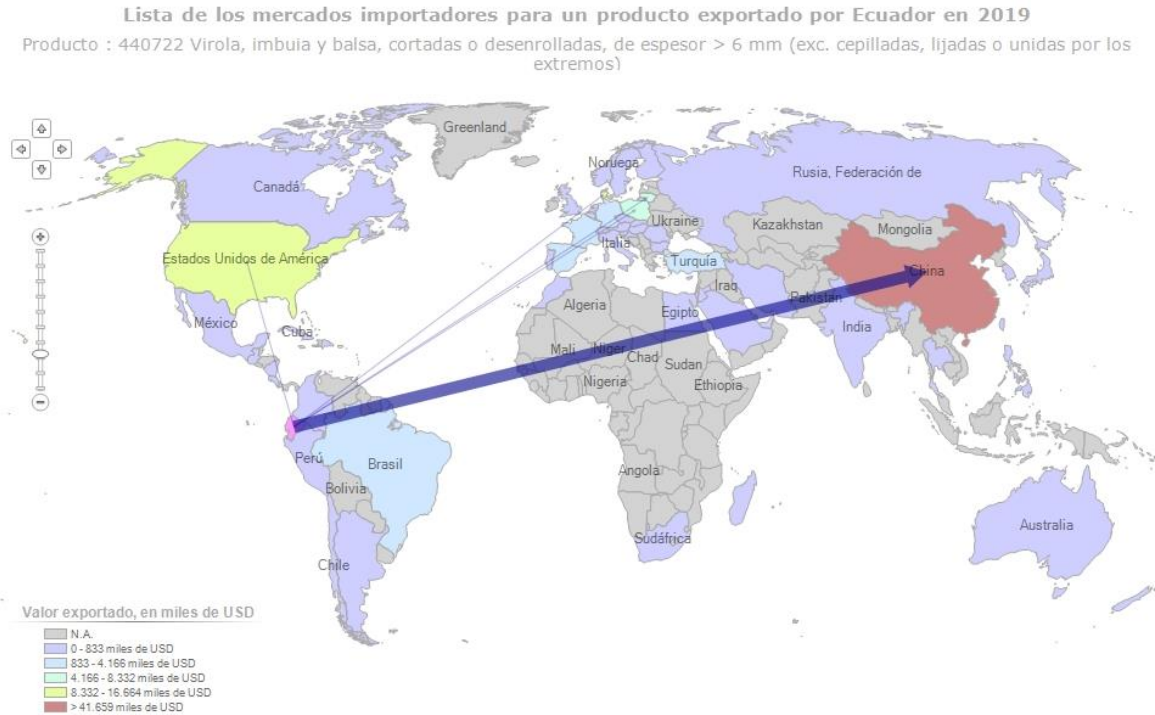 Lista de los mercados importadores para un producto exportado por Ecuador en 2019
Producto : 440722 Virola, imbuia y balsa, cortadas o desenrolladas, de espesor > 6 mm (exc. cepilladas, lijadas o unidas por los
extremos)
Greenland
Noruega
Canadá
Rusia, Federación de
Ukraine
Kazakhstan
Mongolia
Italia
Estados Unidos de América
Turquía
China
Iraq
Pakistán
Algeria
Egipto
México
Cuba
India
Mali
Niger
Chad
Sudan
Nigeria
Ethiopia
Perú
Brasil
Angola
Bolivia
Australia
Sudáfrica
Chile
Valor exportado, en miles de USD
N.A.
0 - 833 miles de USD
833 - 4.166 miles de USD
4.166 - 8.332 miles de USD
8.332 - 16.664 miles de USD
> 41.659 miles de USD